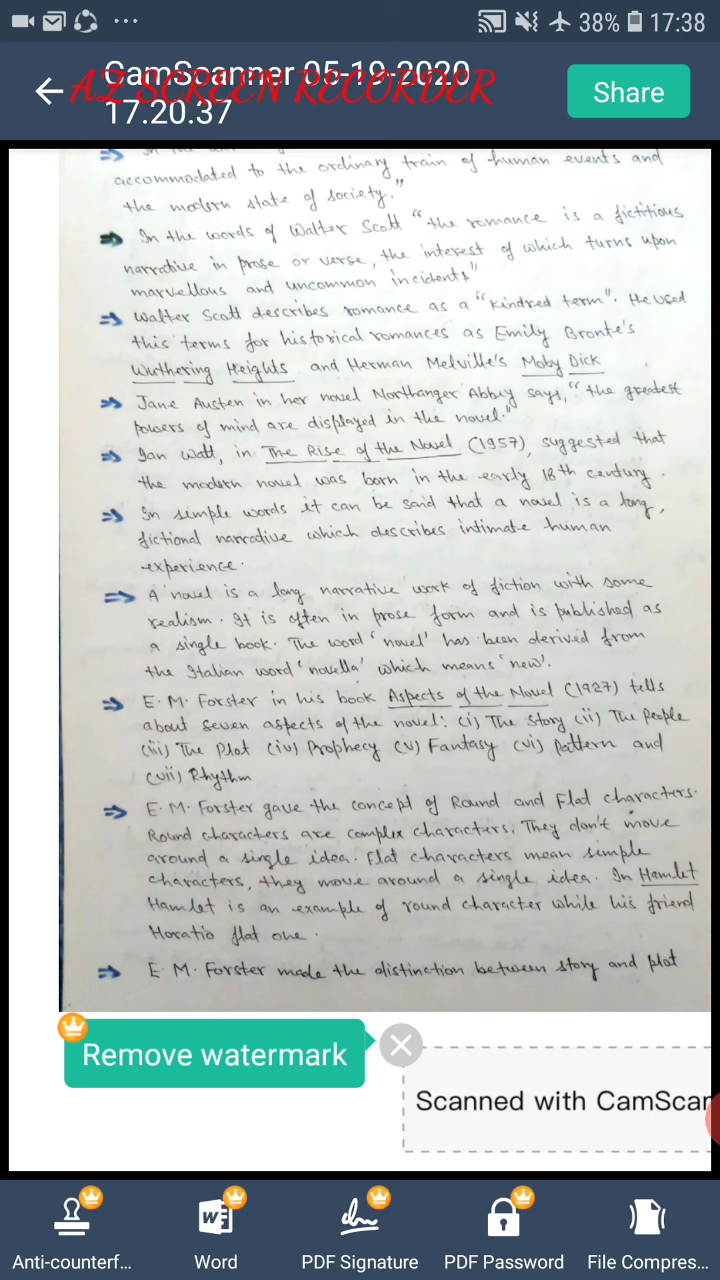 38% 17:38
CamScanner 05-19-2020
17.20.37
AZ SCREEN RECORDER
Share
⇒ In the
accommodated to the ordinary train of human events and
the modern state of society."
⇒ In the words of Walter Scott "the romance is a fictitious
narrative in prose or verse, the interest of which turns upon
marvellous and uncommon incidents"
⇒ Walter Scott describes romance as a "kindred term". He used
this terms for historical romances as Emily Bronte's
Wuthering Heights and Herman Melville's Moby Dick
⇒ Jane Austen in her novel Northanger Abbey says, "the greatest
powers of mind are displayed in the novel."
⇒ Ian Watt, in The Rise of the Novel (1957), suggested that
the modern novel was born in the early 18th century.
⇒ In simple words it can be said that a novel is a long,
fictional narrative which describes intimate human
experience.
⇒ A novel is a long narrative work of fiction with some
realism. It is often in prose form and is published as
a single book. The word 'novel' has been derived from
the Italian word 'novella' which means 'new'.
⇒ E. M. Forster in his book Aspects of the Novel (1927) tells
about seven aspects of the novel: (i) The Story (ii) The People
(iii) The Plot (iv) Prophecy (v) Fantasy (vi) Pattern and
(vii) Rhythm
⇒ E. M. Forster gave the concept of Round and Flat characters.
Round characters are complex characters. They don't move
around a single idea. Flat characters mean simple
characters, they move around a single idea. In Hamlet
Hamlet is an example of round character while his friend
Horatio flat one.
⇒ E. M. Forster made the distinction between story and plot
Remove watermark
Scanned with CamScar
Anti-counterf... Word PDF Signature PDF Password File Compres...